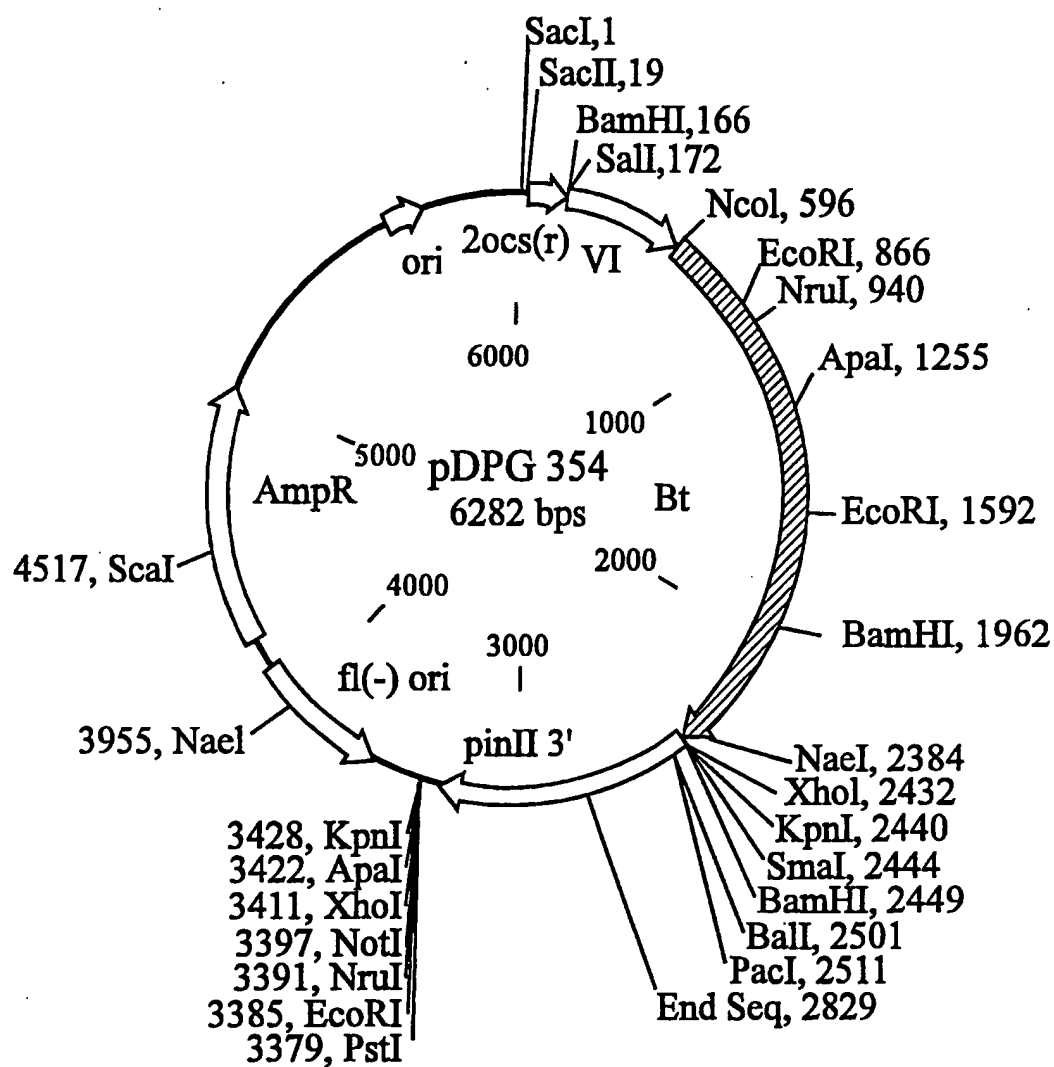 SacI,1
SacII,19
BamHI,166
SalI,172
NcoI, 596
EcoRI, 866
NruI, 940
ApaI, 1255
EcoRI, 1592
BamHI, 1962
NaeI, 2384
XhoI, 2432
KpnI, 2440
SmaI, 2444
BamHI, 2449
BalI, 2501
PacI, 2511
End Seq, 2829
ori
2ocs(r)
VI
6000
1000
5000
pDPG 354
6282 bps
AmpR
Bt
2000
4000
3000
4517, ScaI
fl(-) ori
3955, NaeI
pinII 3'
3428, KpnI
3422, ApaI
3411, XhoI
3397, NotI
3391, NruI
3385, EcoRI
3379, PstI